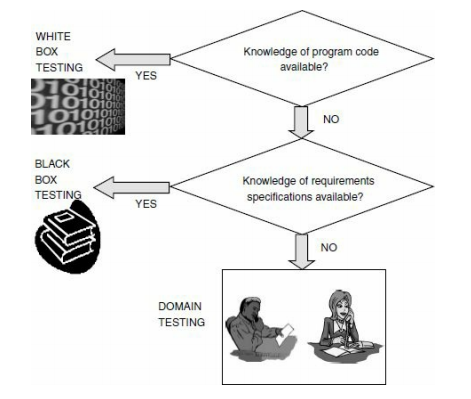 WHITE
BOX
TESTING
Knowledge of program code
available?
YES
NO
BLACK
BOX
TESTING
Knowledge of requirements
specifications available?
YES
NO
DOMAIN
TESTING